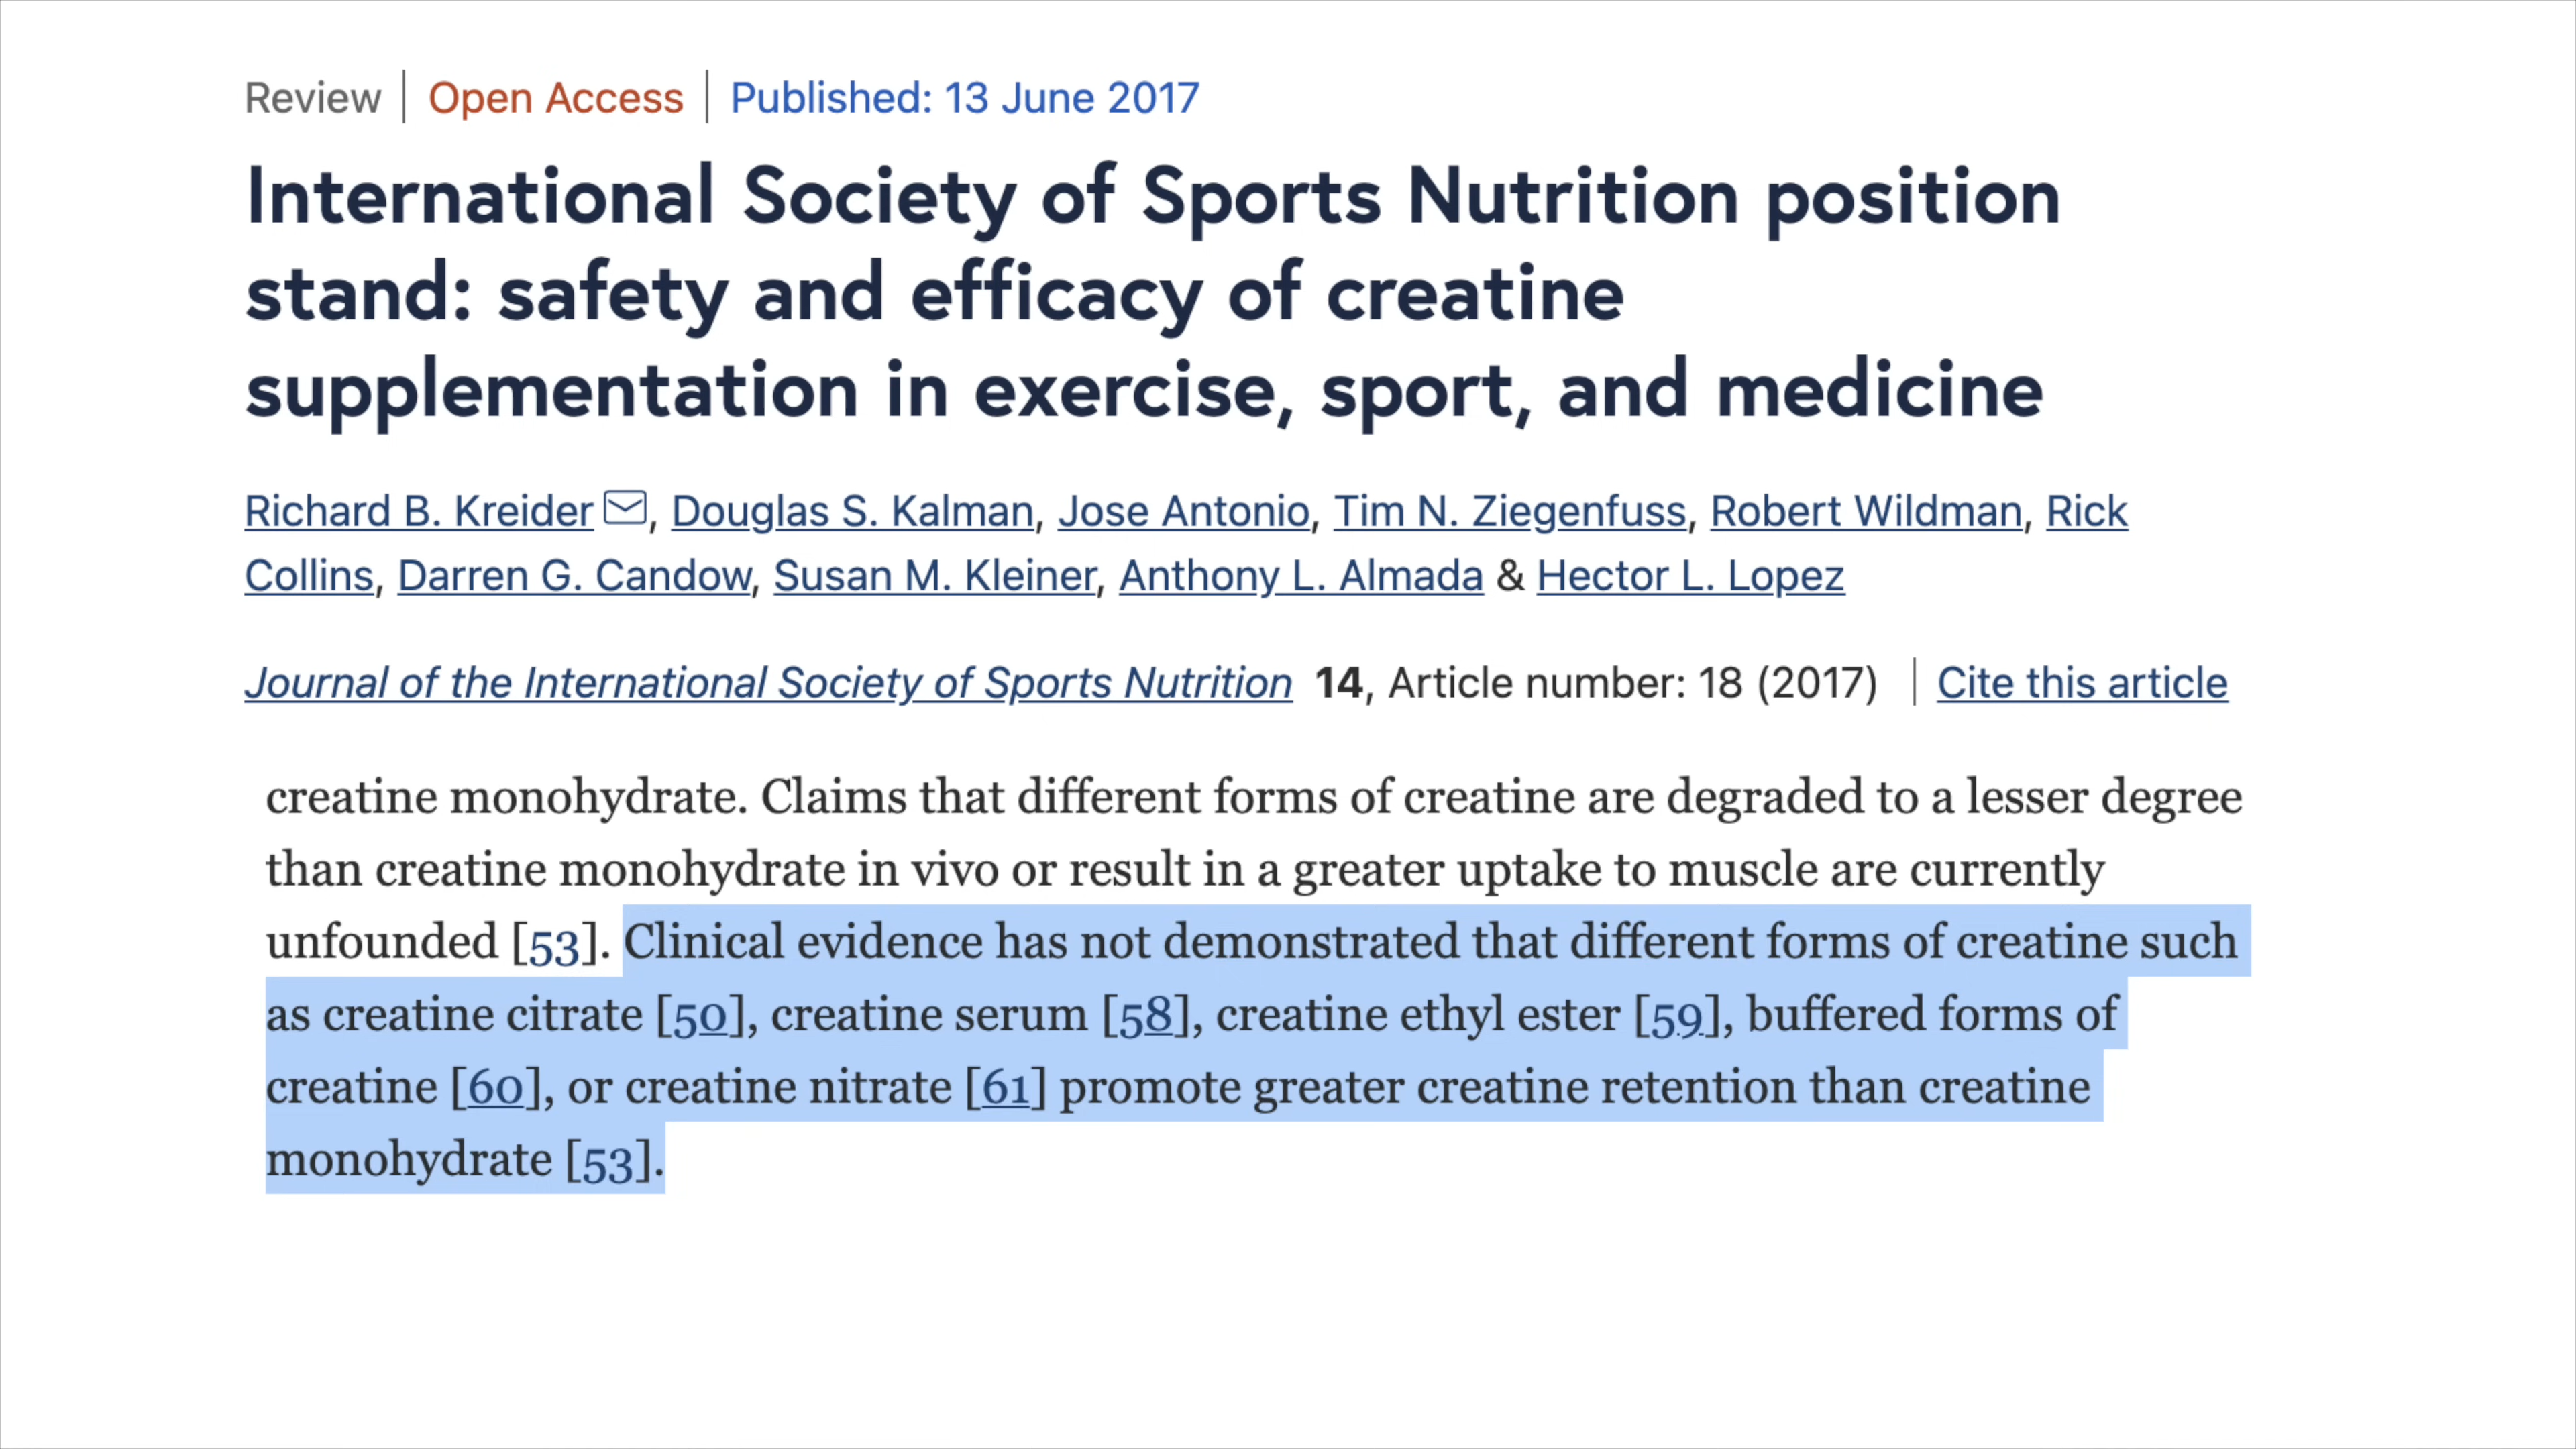 Review | Open Access | Published: 13 June 2017
International Society of Sports Nutrition position
stand: safety and efficacy of creatine
supplementation in exercise, sport, and medicine
Richard B. Kreider, Douglas S. Kalman, Jose Antonio, Tim N. Ziegenfuss, Robert Wildman, Rick
Collins, Darren G. Candow, Susan M. Kleiner, Anthony L. Almada & Hector L. Lopez
Journal of the International Society of Sports Nutrition 14, Article number: 18 (2017) | Cite this article
creatine monohydrate. Claims that different forms of creatine are degraded to a lesser degree
than creatine monohydrate in vivo or result in a greater uptake to muscle are currently
unfounded [53]. Clinical evidence has not demonstrated that different forms of creatine such
as creatine citrate [50], creatine serum [58], creatine ethyl ester [59], buffered forms of
creatine [60], or creatine nitrate [61] promote greater creatine retention than creatine
monohydrate [53].